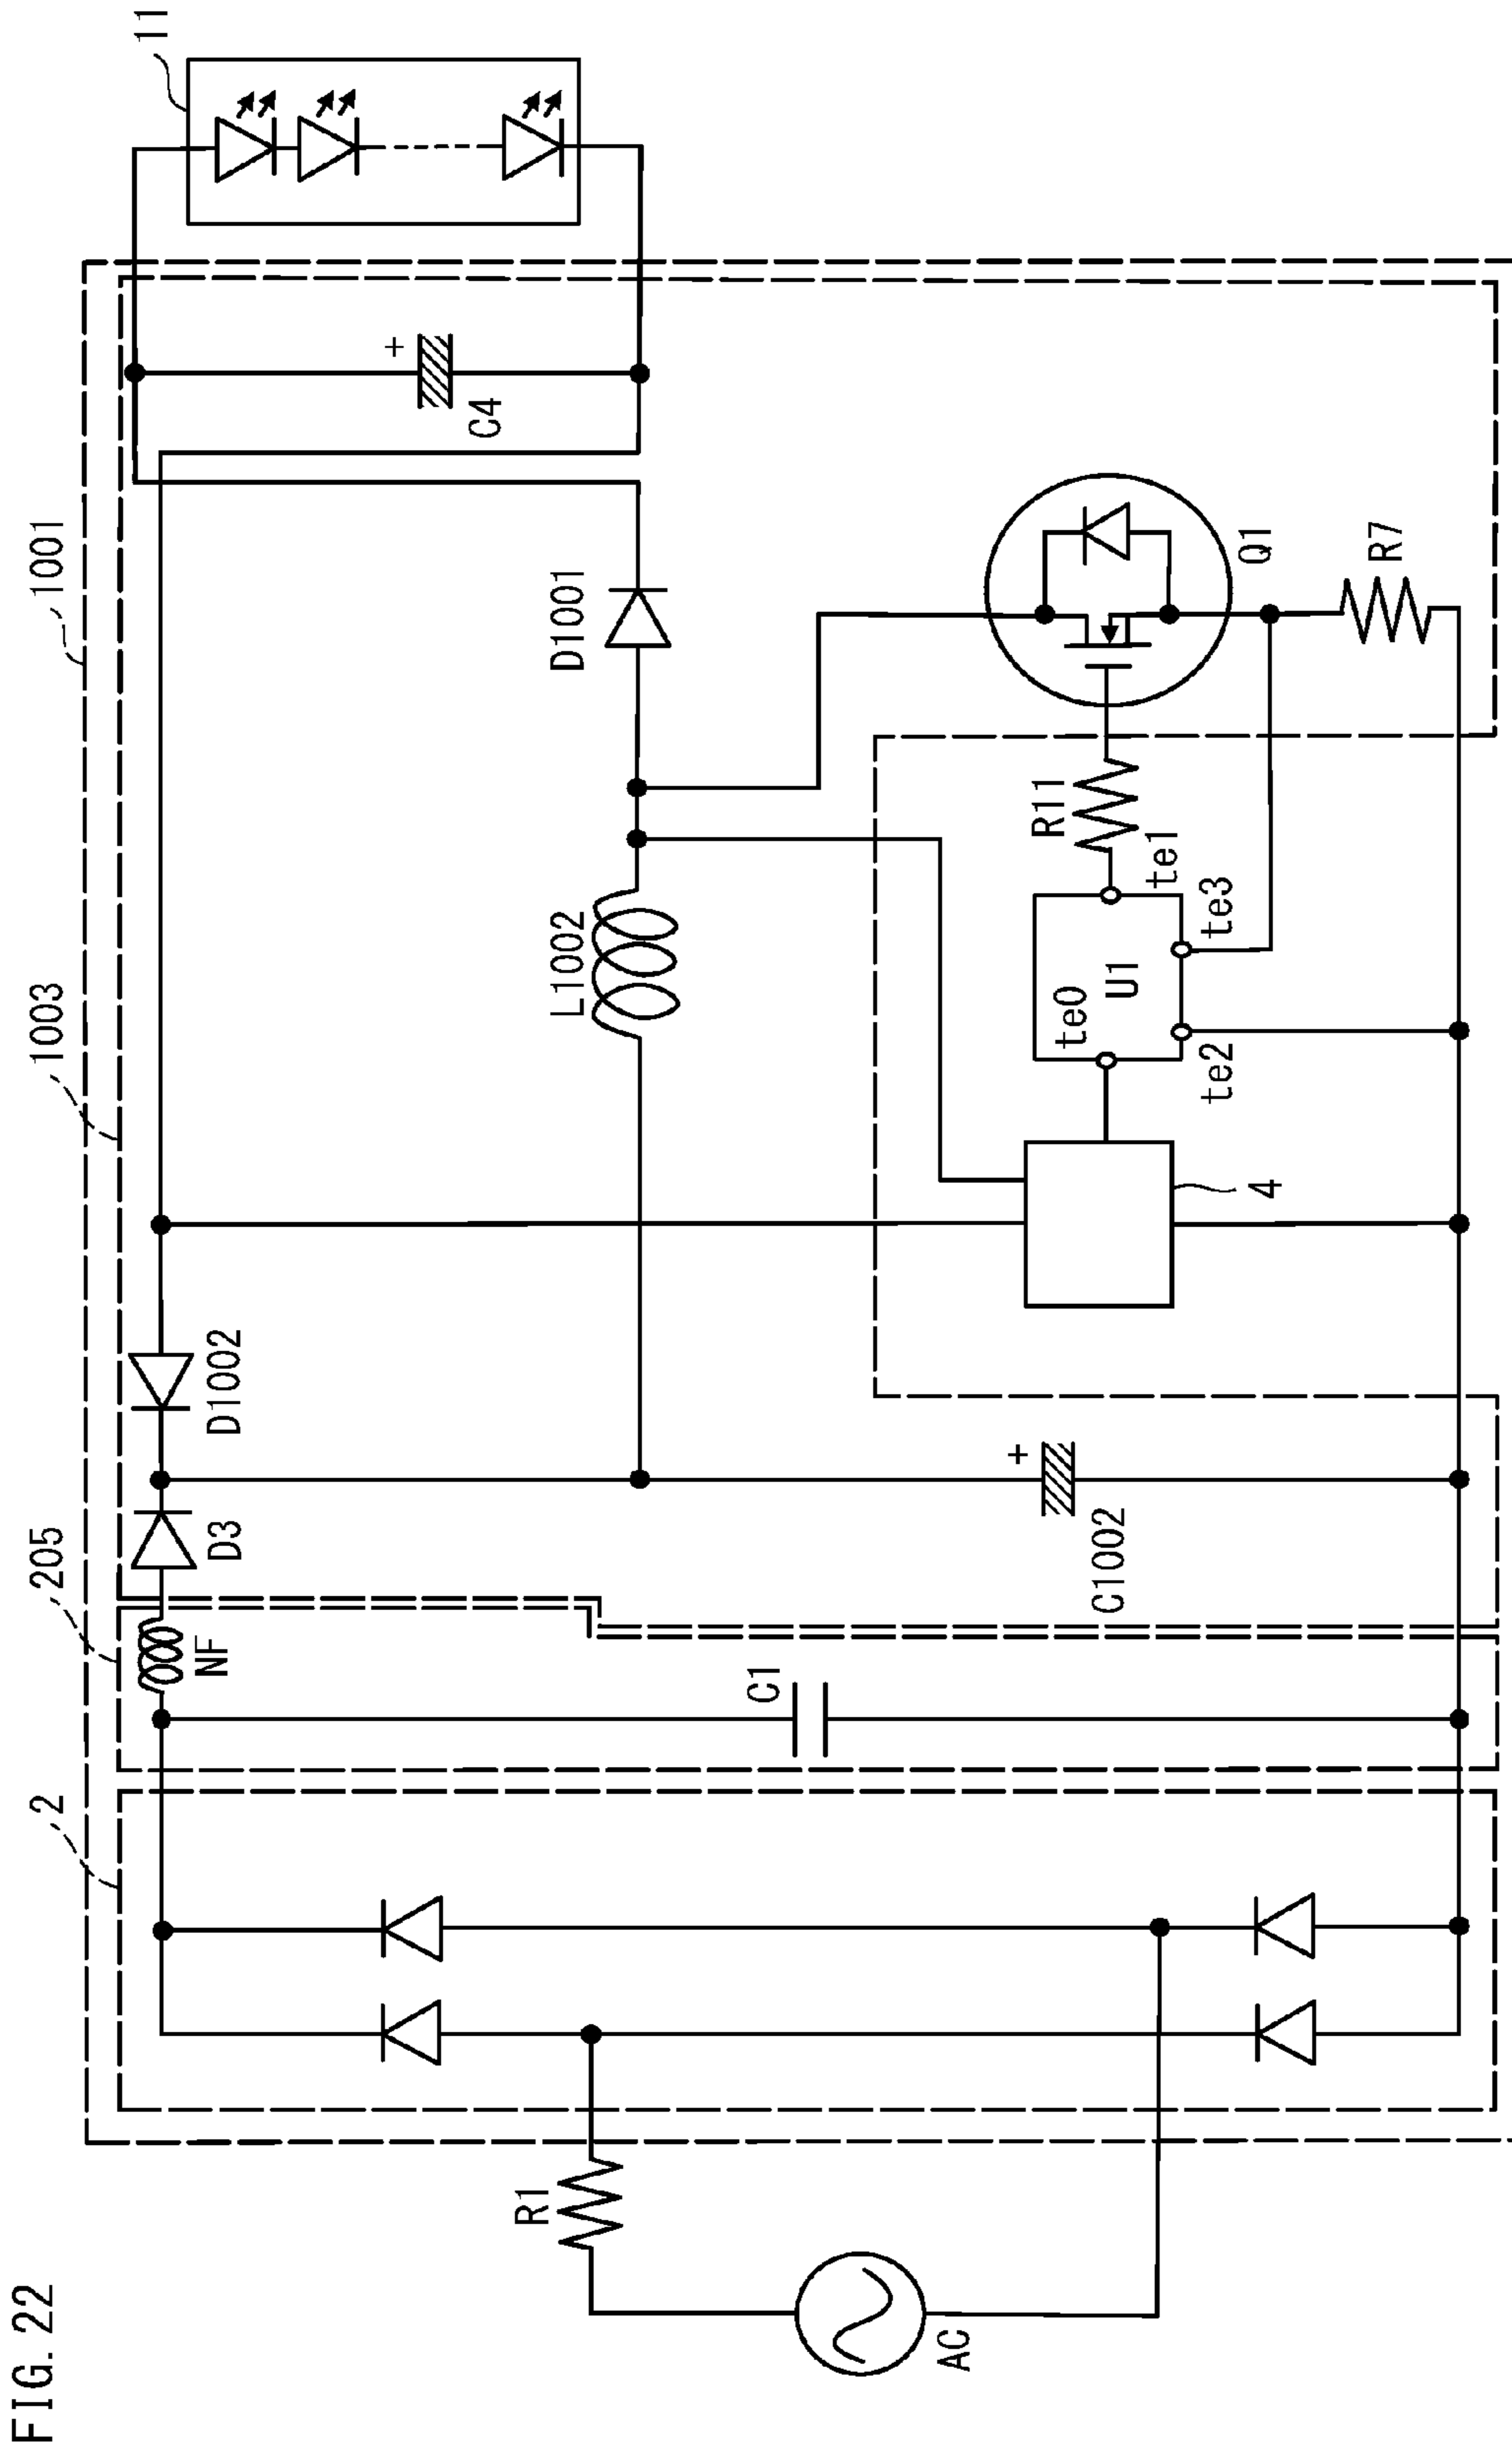 FIG. 22
1001
1003
205
2
11
NF
D3
D1002
C4
L1002
D1001
R1
AC
C1
C1002
+
+
4
te0
U1
te1
te2
te3
R11
Q1
R7